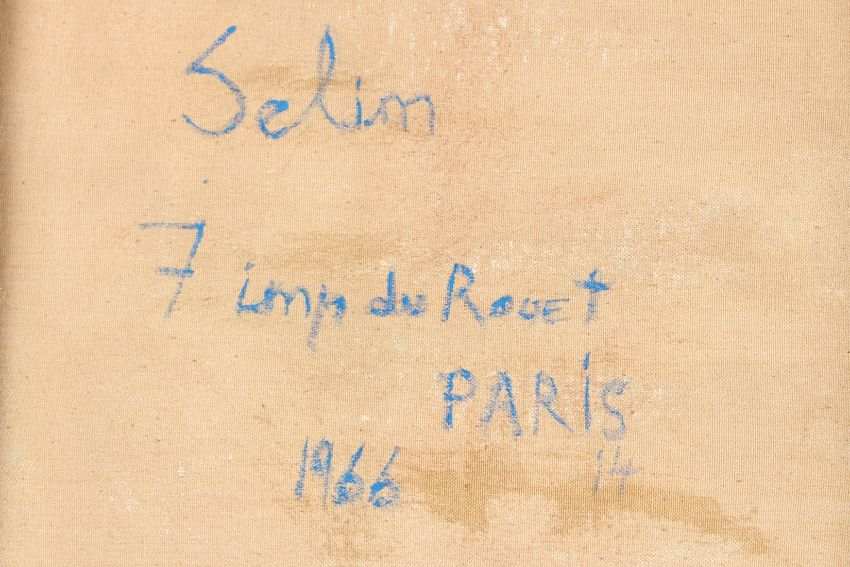 Selim
7 imp du Rouet
PARIS
1966 14